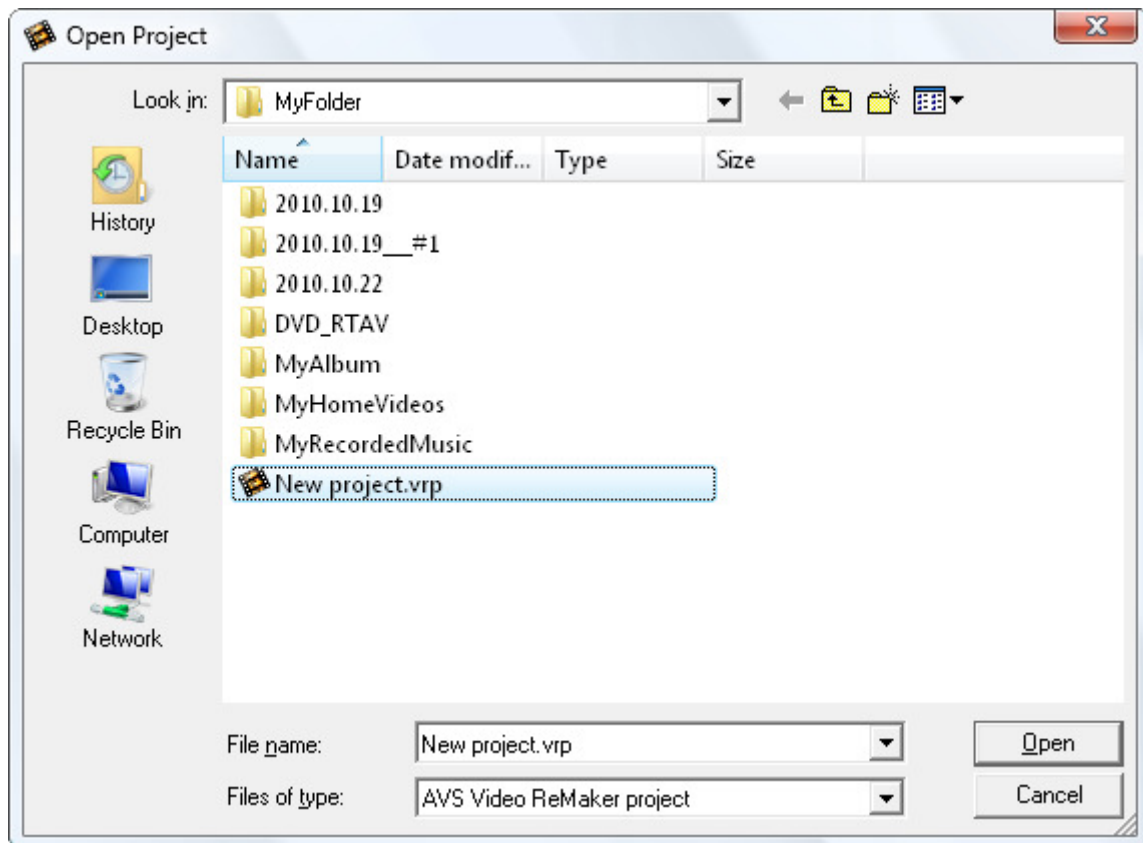 Open Project
Look in: MyFolder
Name Date modif... Type Size
History
Desktop
Recycle Bin
Computer
Network
2010.10.19
2010.10.19__#1
2010.10.22
DVD_RTAV
MyAlbum
MyHomeVideos
MyRecordedMusic
New project.vrp
File name: New project.vrp Open
Files of type: AVS Video ReMaker project Cancel